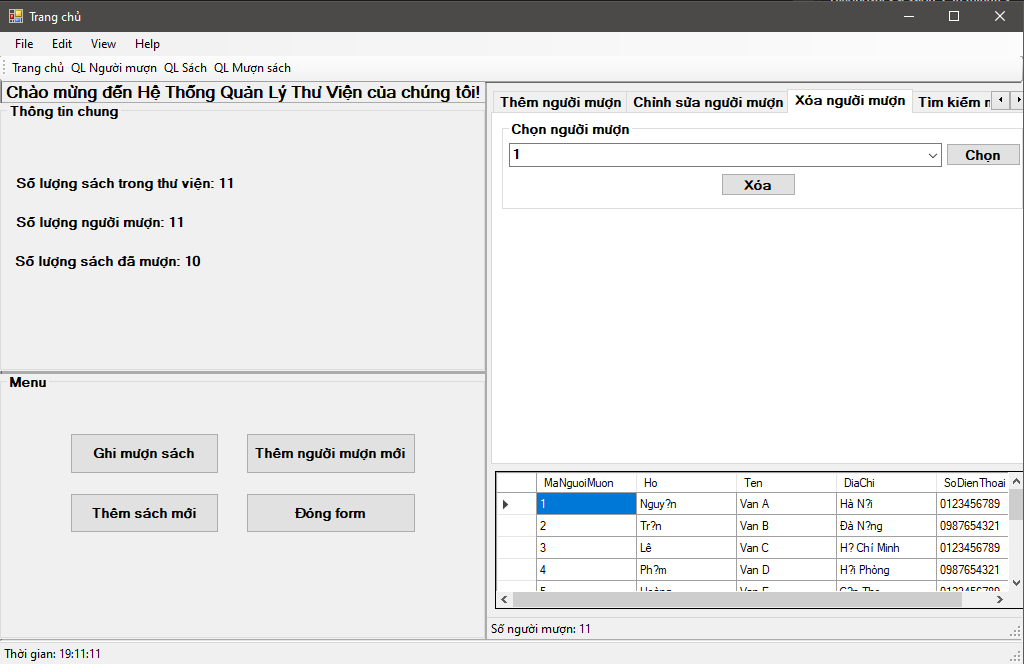 Trang chủ
File Edit View Help
Trang chủ QL Người mượn QL Sách QL Mượn sách
Chào mừng đến Hệ Thống Quản Lý Thư Viện của chúng tôi!
Thông tin chung
Số lượng sách trong thư viện: 11
Số lượng người mượn: 11
Số lượng sách đã mượn: 10
Menu
Ghi mượn sách Thêm người mượn mới
Thêm sách mới Đóng form
Thêm người mượn Chỉnh sửa người mượn Xóa người mượn Tìm kiếm
Chọn người mượn
1 Chọn
Xóa
MaNguoiMuon Ho Ten DiaChi SoDienThoai
1 Nguy?n Van A Hà N?i 0123456789
2 Tr?n Van B Đà N?ng 0987654321
3 Lê Van C H? Chí Minh 0123456789
4 Ph?m Van D H?i Phòng 0987654321
Số người mượn: 11
Thời gian: 19:11:11